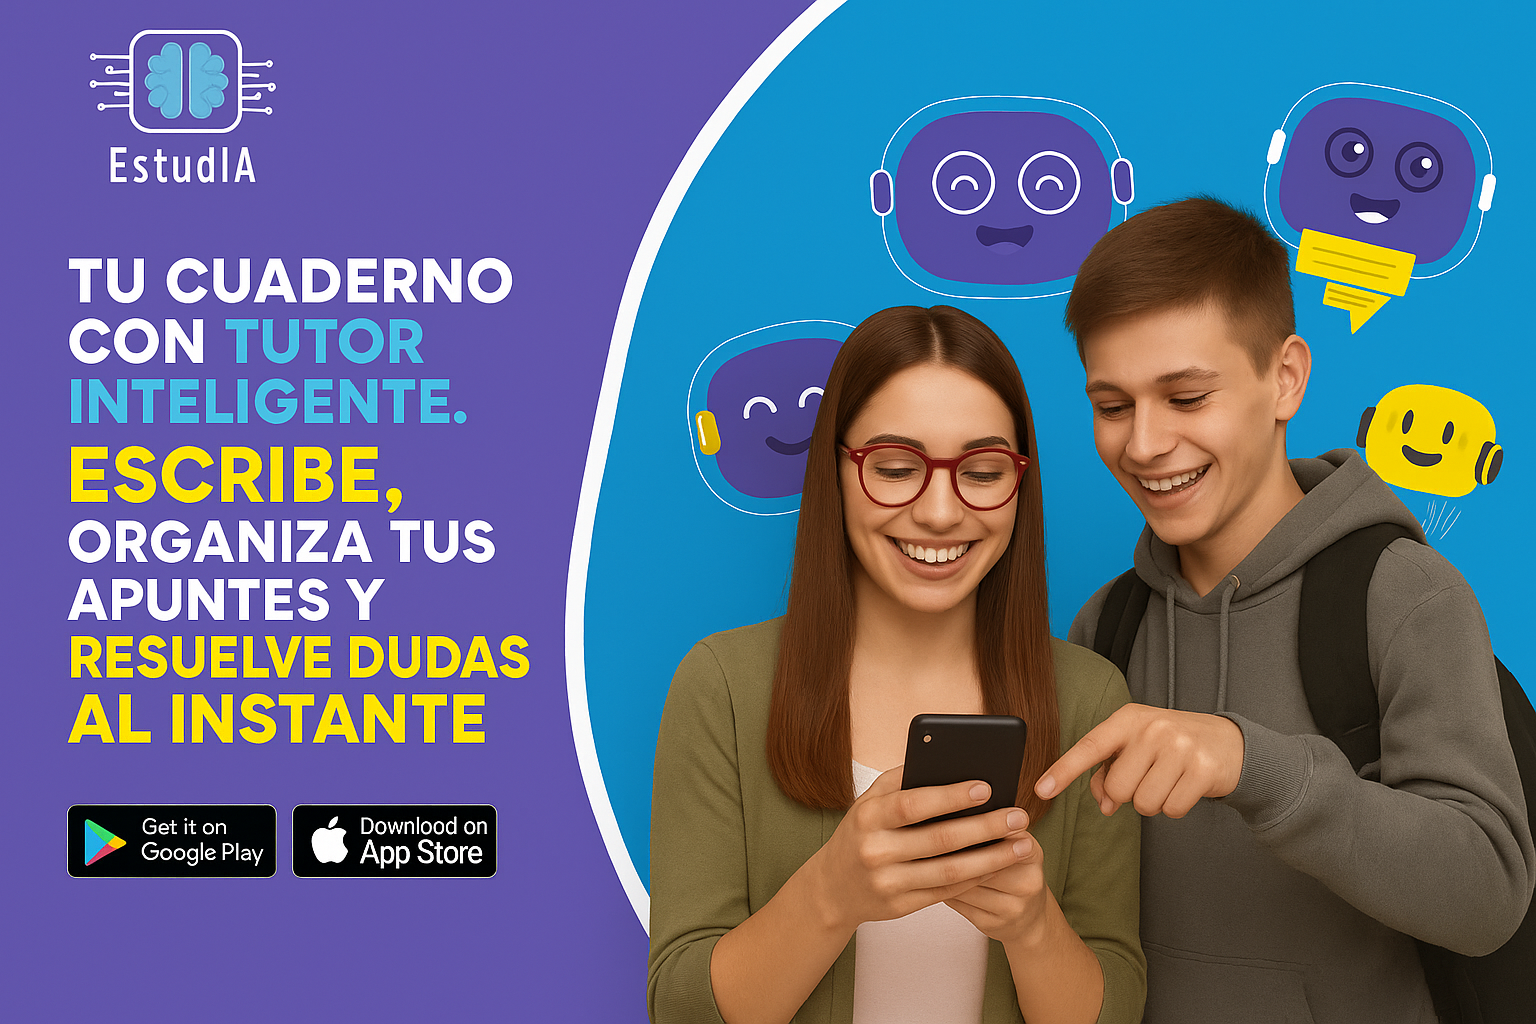 EstudIA
TU CUADERNO
CON TUTOR
INTELIGENTE.
ESCRIBE,
ORGANIZA TUS
APUNTES Y
RESUELVE DUDAS
AL INSTANTE
Get it on
Google Play
Downlood on
App Store